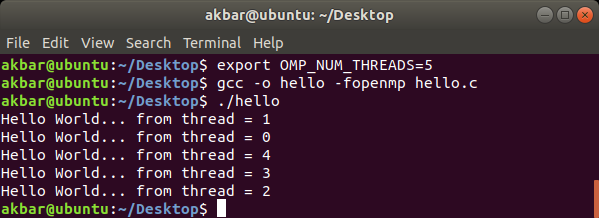 akbar@ubuntu: ~/Desktop
File Edit View Search Terminal Help
akbar@ubuntu:~/Desktop$ export OMP_NUM_THREADS=5
akbar@ubuntu:~/Desktop$ gcc -o hello -fopenmp hello.c
akbar@ubuntu:~/Desktop$ ./hello
Hello World... from thread = 1
Hello World... from thread = 0
Hello World... from thread = 4
Hello World... from thread = 3
Hello World... from thread = 2
akbar@ubuntu:~/Desktop$